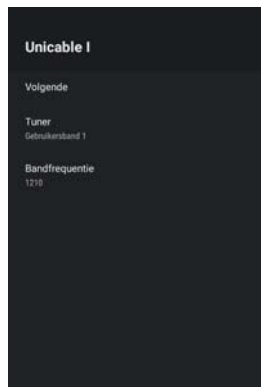 Unicable I
Volgende
Tuner
Gebruikersband 1
Bandfrequentie
1210